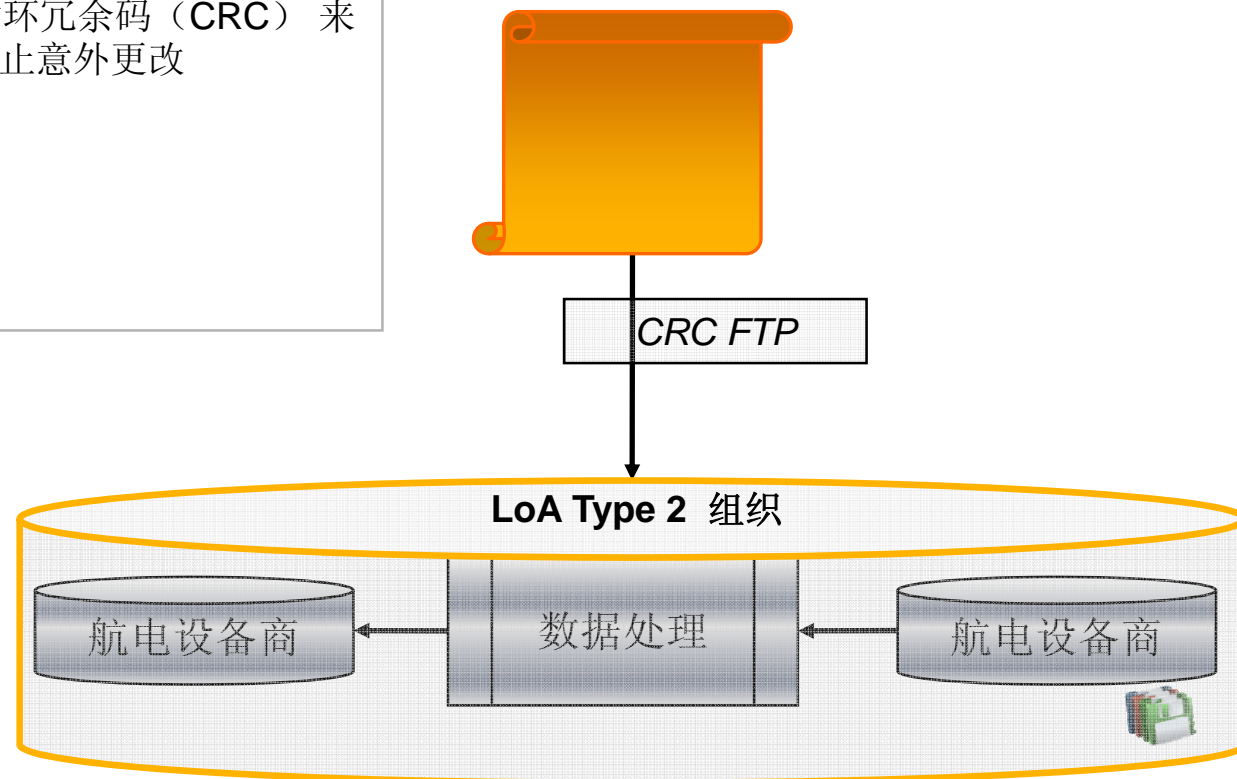 环冗余码（CRC） 来
止意外更改
CRC FTP
LoA Type 2 组织
航电设备商
数据处理
航电设备商